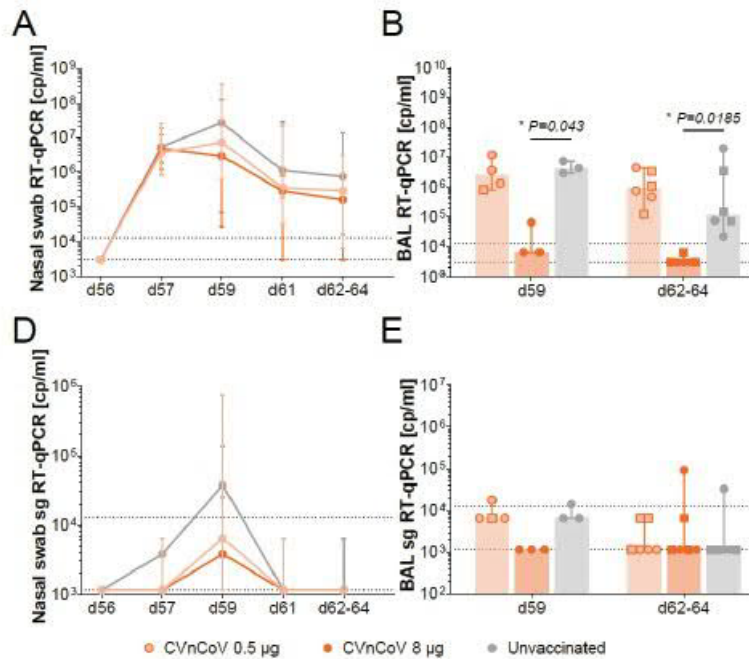 A
Nasal swab RT-qPCR [cp/ml]
10⁹
10⁸
10⁷
10⁶
10⁵
10⁴
10³
d56 d57 d59 d61 d62-64
B
BAL RT-qPCR [cp/ml]
10¹⁰
10⁹
10⁸
10⁷
10⁶
10⁵
10⁴
10³
* P=0.043
* P=0.0185
d59 d62-64
D
Nasal swab sg RT-qPCR [cp/ml]
10⁶
10⁵
10⁴
10³
d56 d57 d59 d61 d62-64
E
BAL sg RT-qPCR [cp/ml]
10⁷
10⁶
10⁵
10⁴
10³
10²
d59 d62-64
CVnCoV 0.5 µg CVnCoV 8 µg Unvaccinated